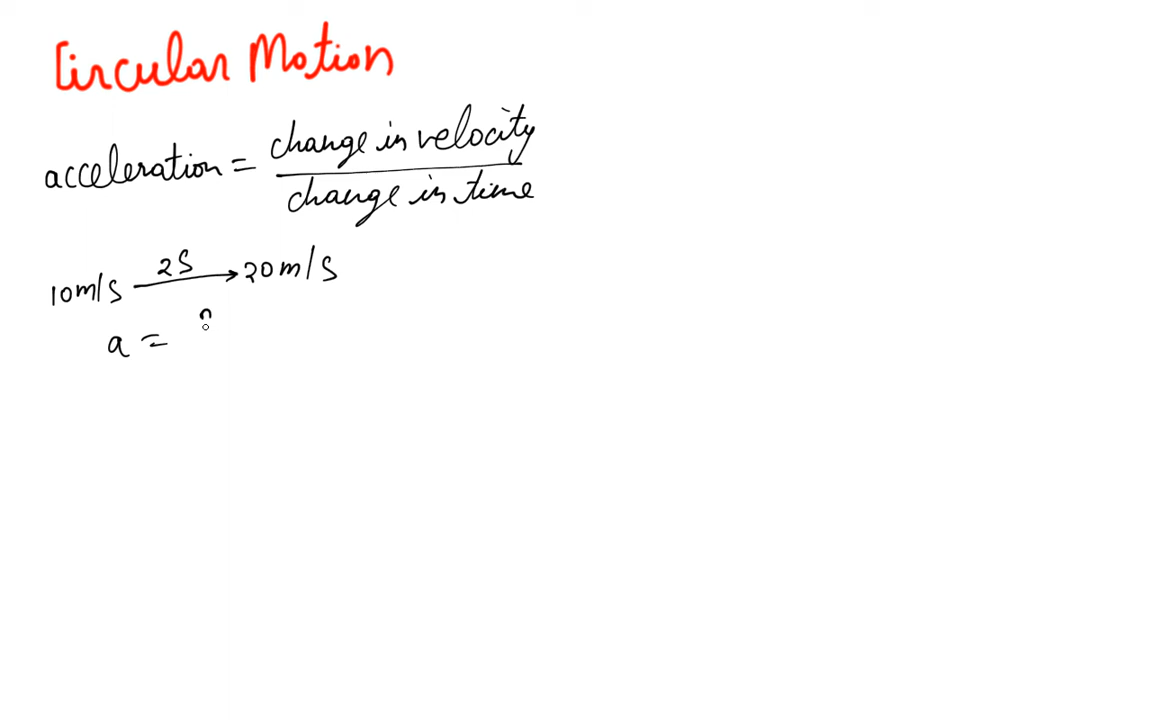 Circular Motion
acceleration = change in velocity
change in time
10m/s 2s → 20m/s
a =